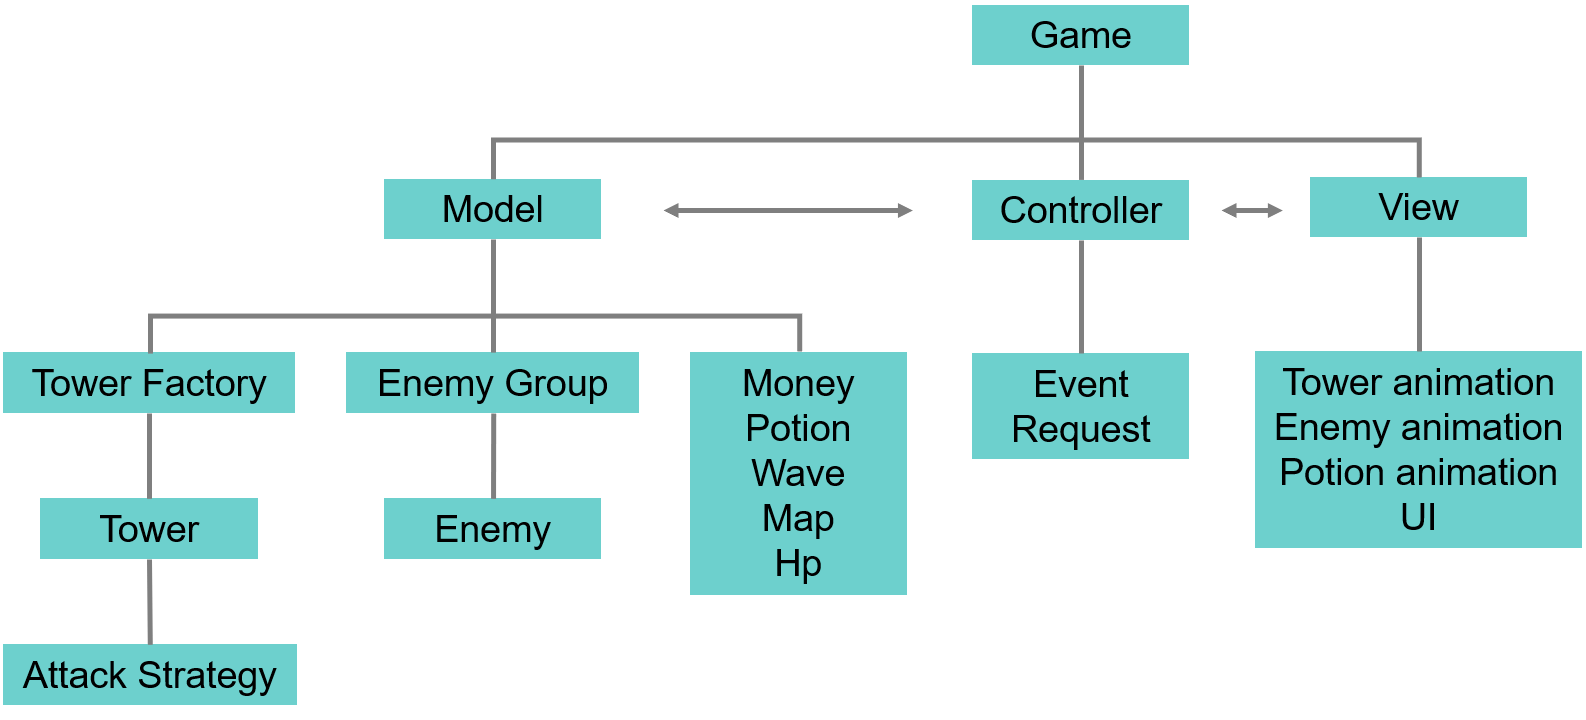 Game
Model
Controller
View
Tower Factory
Enemy Group
Money
Potion
Wave
Map
Hp
Event
Request
Tower animation
Enemy animation
Potion animation
UI
Tower
Enemy
Attack Strategy